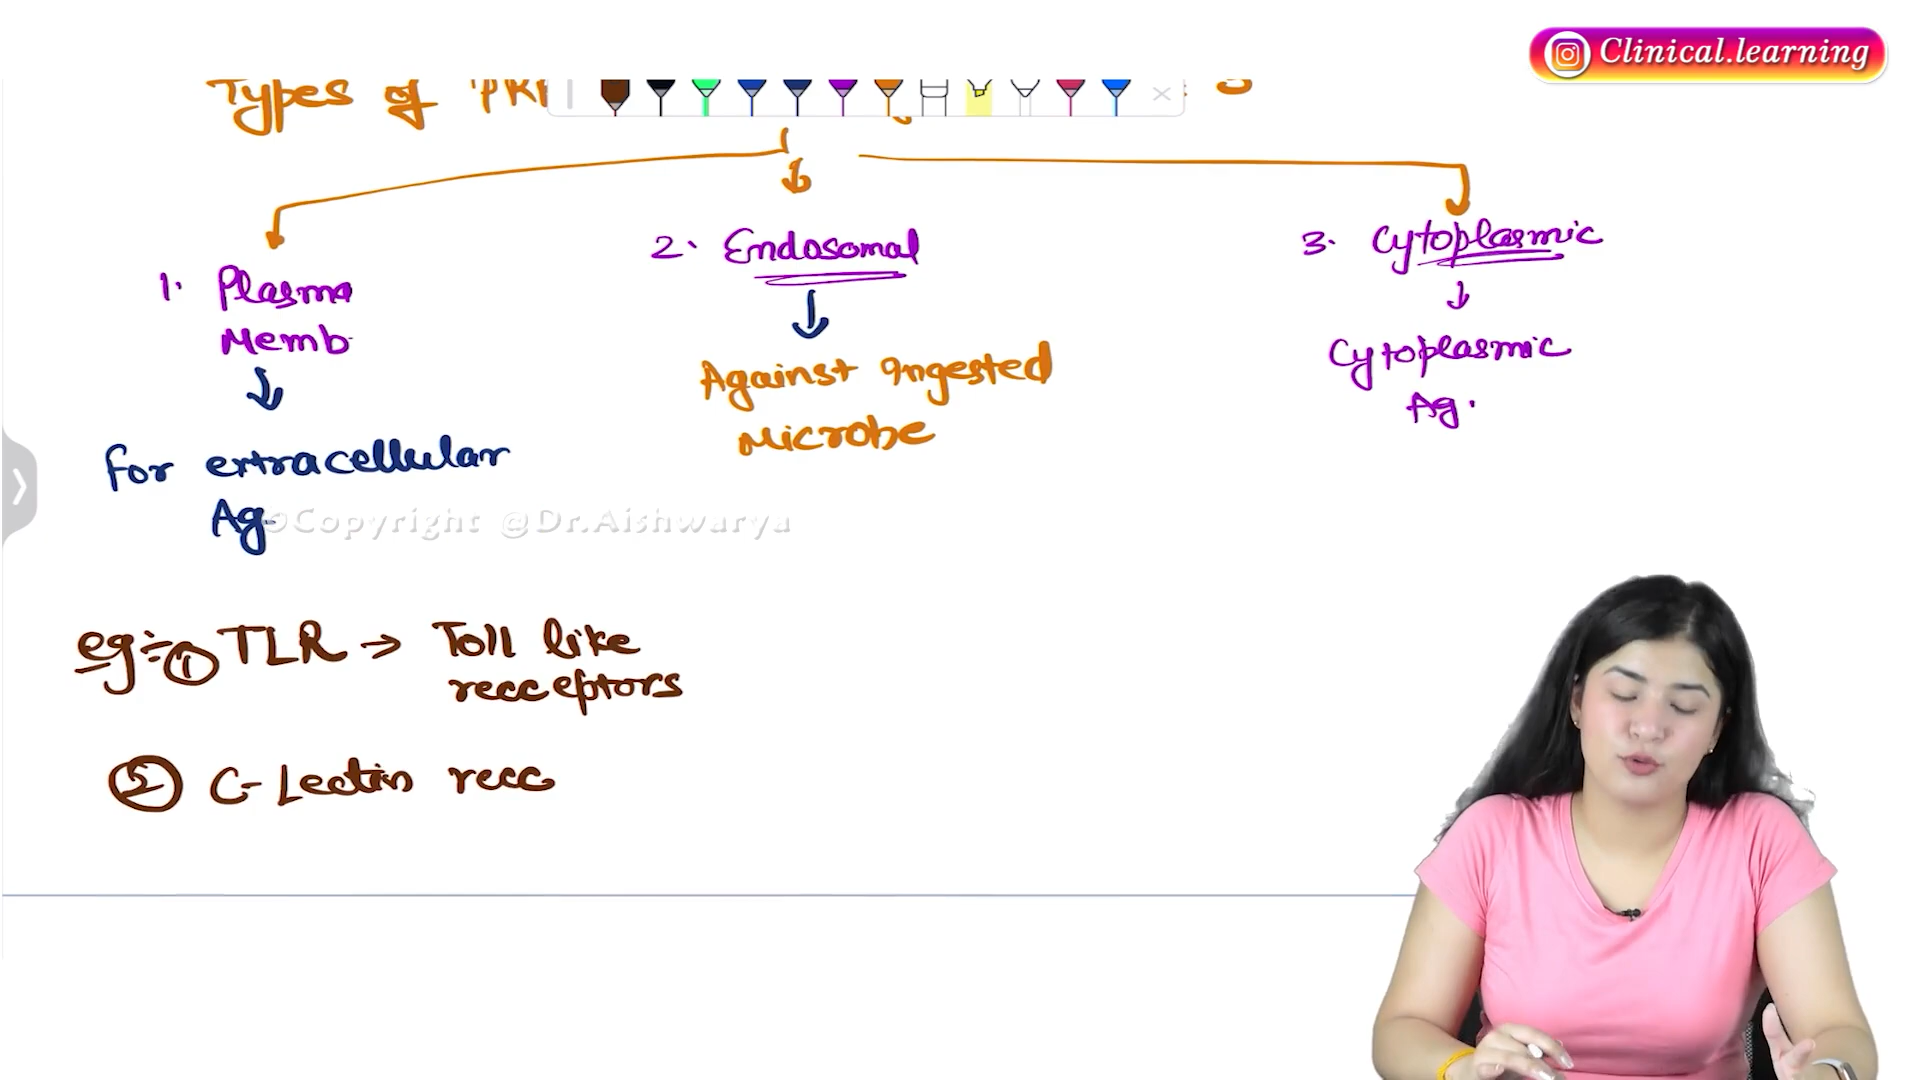 Clinical.learning
Types of
1. Plasma
Memb
For extracellular
Ag.
2. Endosomal
Against ingested
Microbe
3. Cytoplasmic
Cytoplasmic
Ag.
©Copyright @Dr.Aishwarya
eg:- ① TLR → Toll like
recceptors
② C-Lectin recc